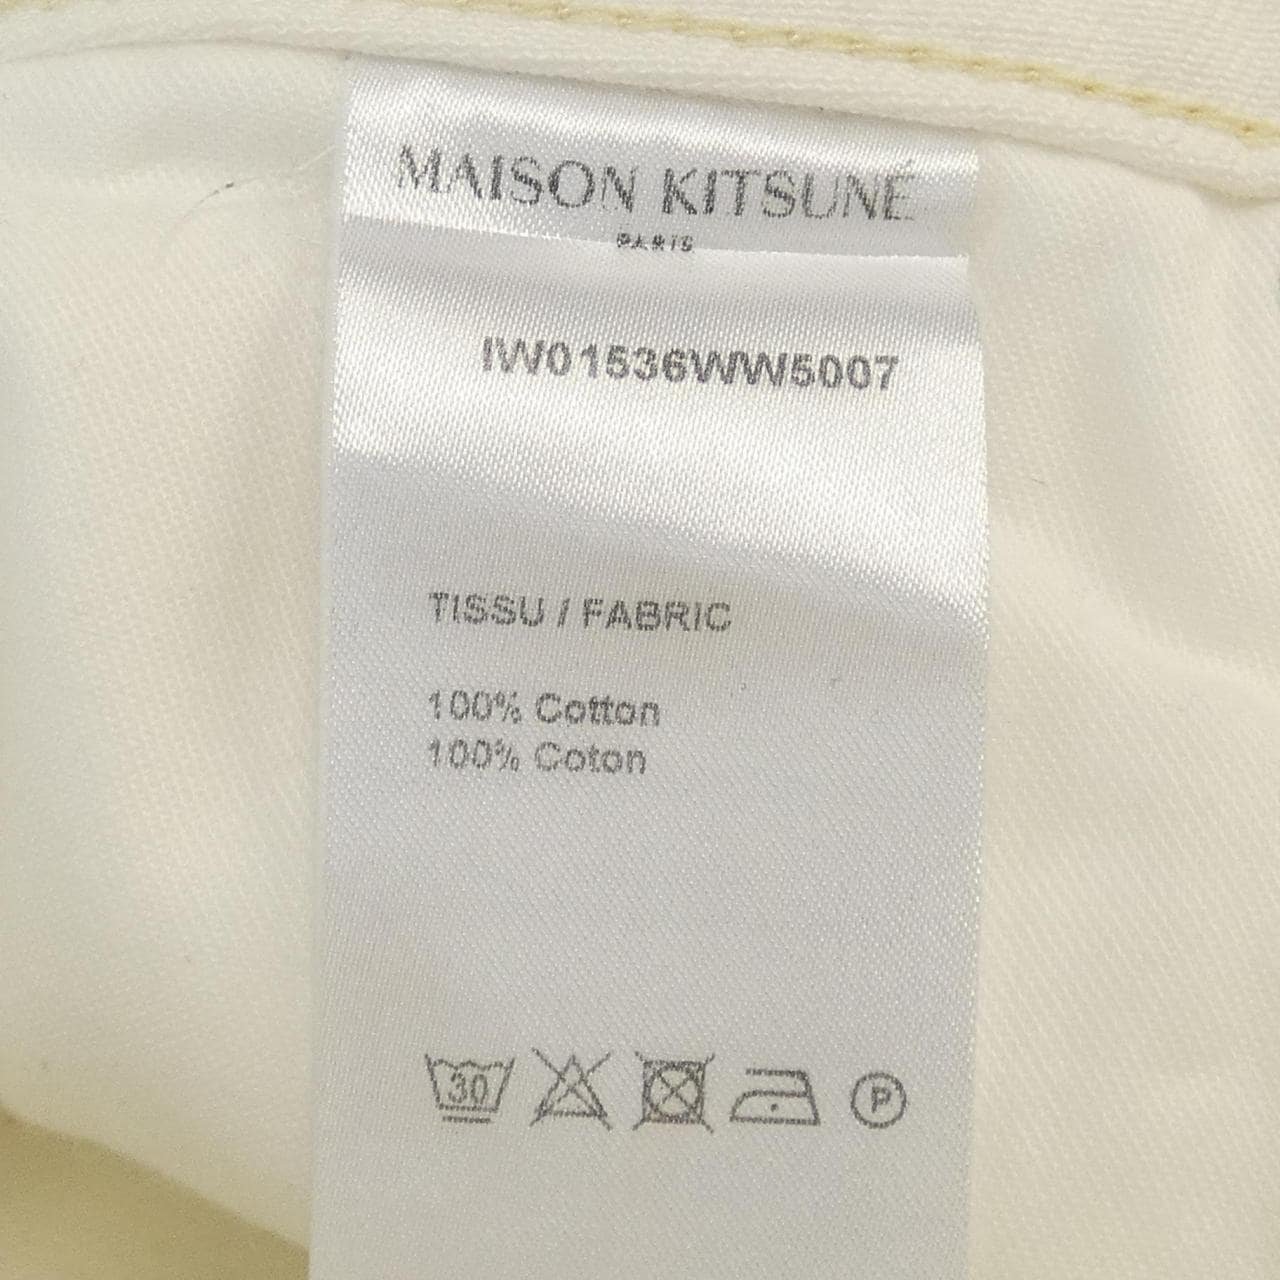 MAISON KITSUNÉ
PARIS
IW01536WW5007
TISSU / FABRIC
100% Cotton
100% Coton
30
P